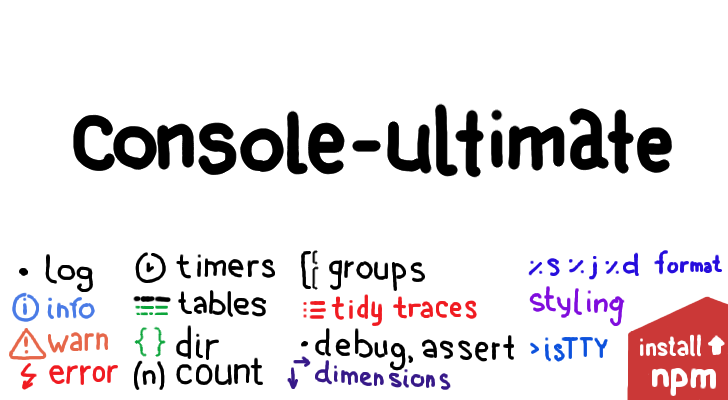 Console-ultimate
• log
i info
! warn
error
timers
tables
{} dir
(n) count
[{ groups
tidy traces
• debug, assert
dimensions
%s %j %d format
styling
>isTTY
install
npm